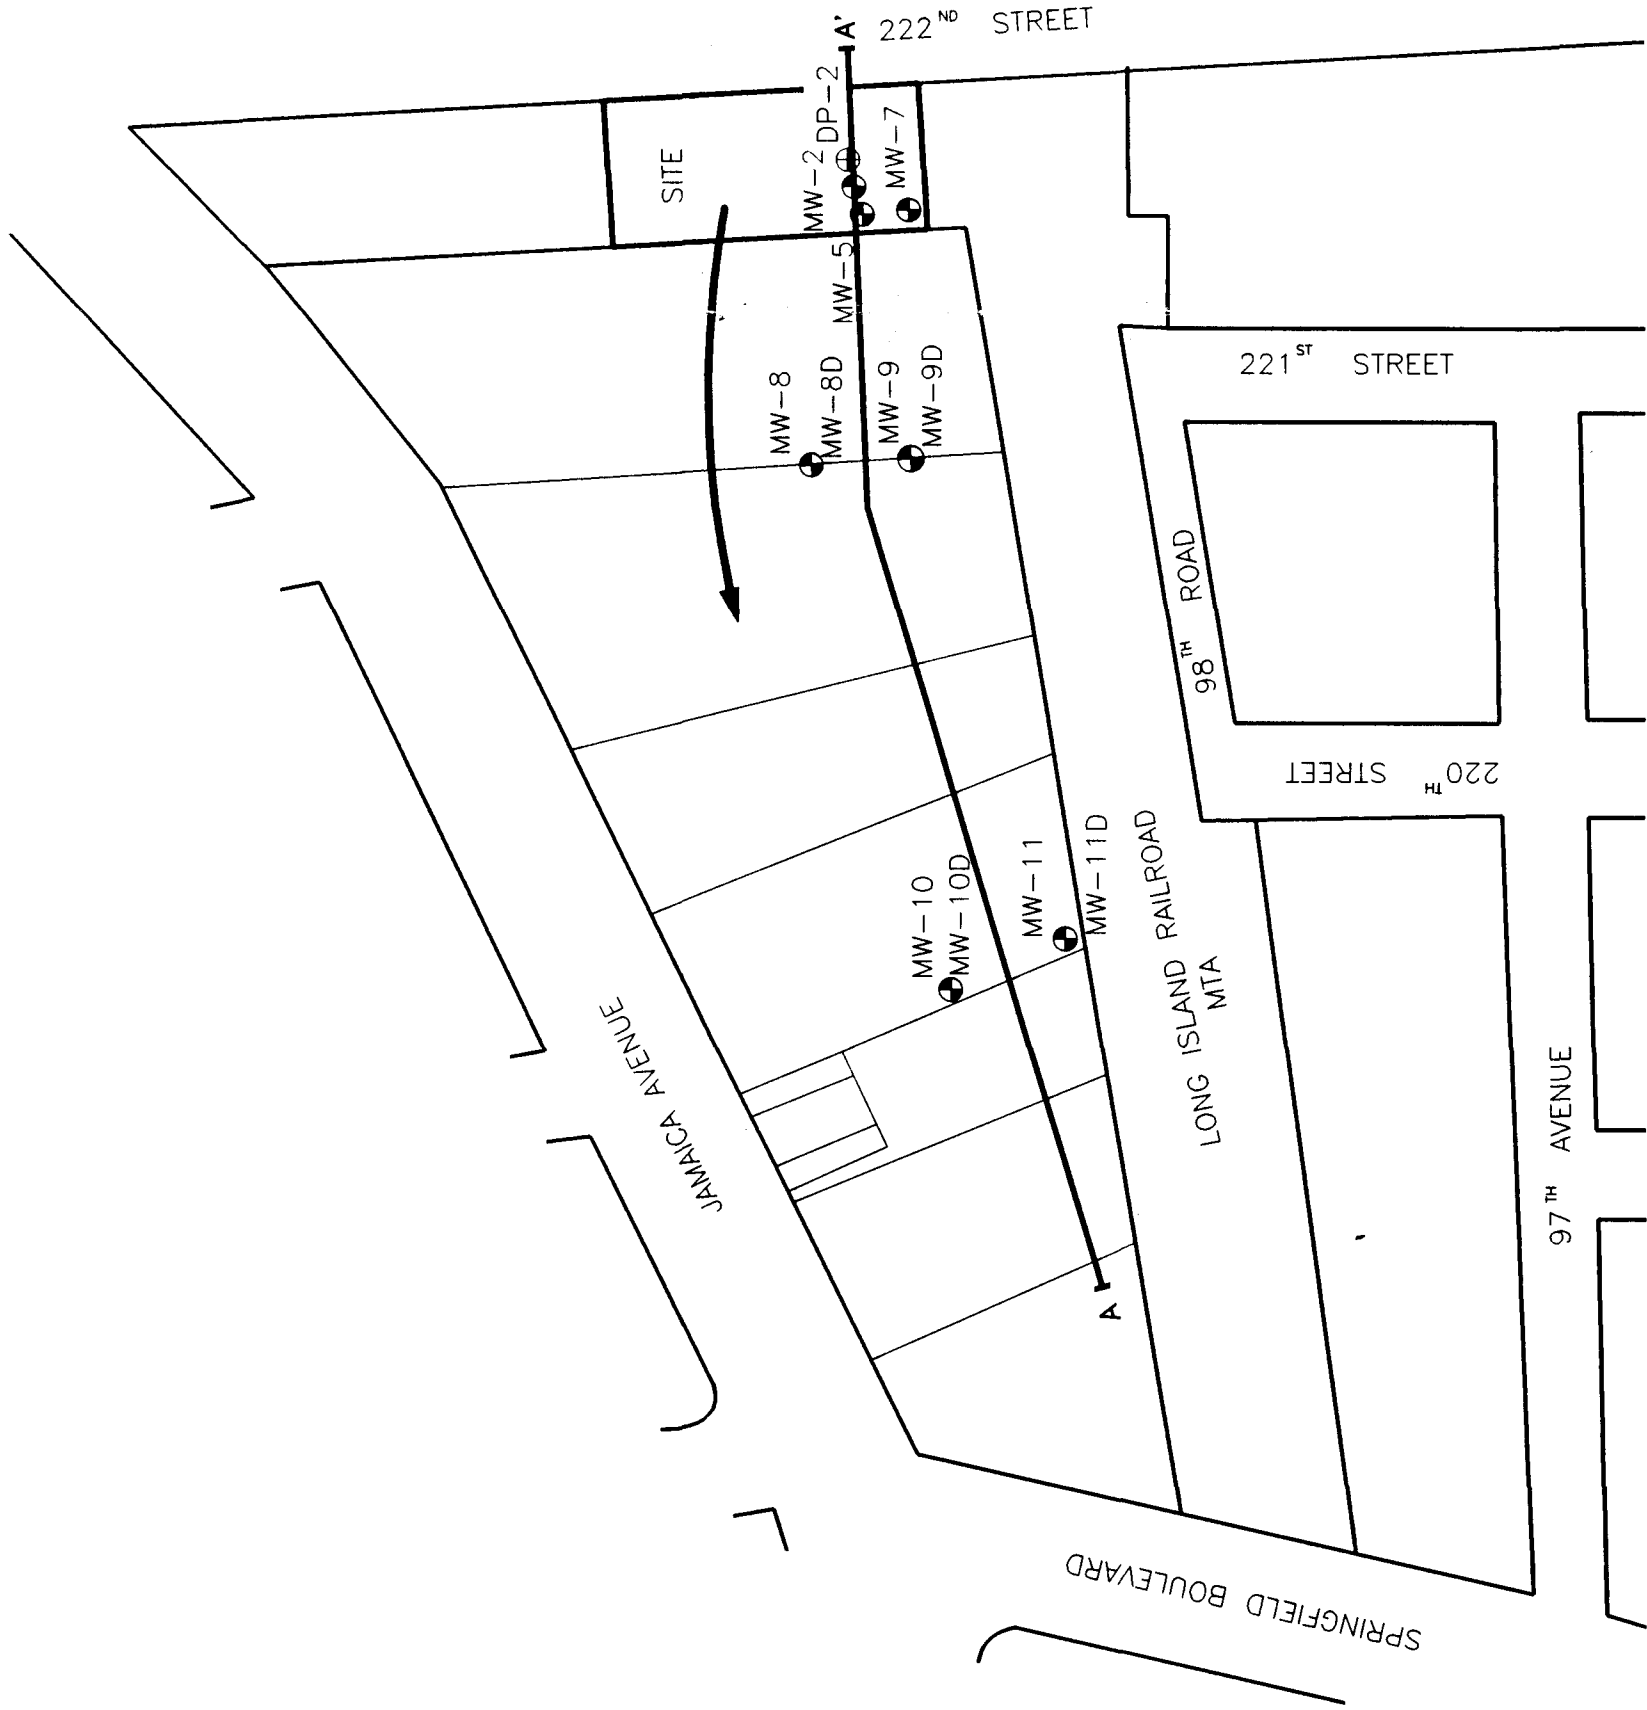 A'
222ND STREET
SITE
DP-2
MW-2
MW-7
MW-5
MW-8
MW-8D
MW-9
MW-9D
221ST STREET
98TH ROAD
220TH STREET
MW-10
MW-10D
MW-11
MW-11D
LONG ISLAND RAILROAD
MTA
JAMAICA AVENUE
97TH AVENUE
A
SPRINGFIELD BOULEVARD